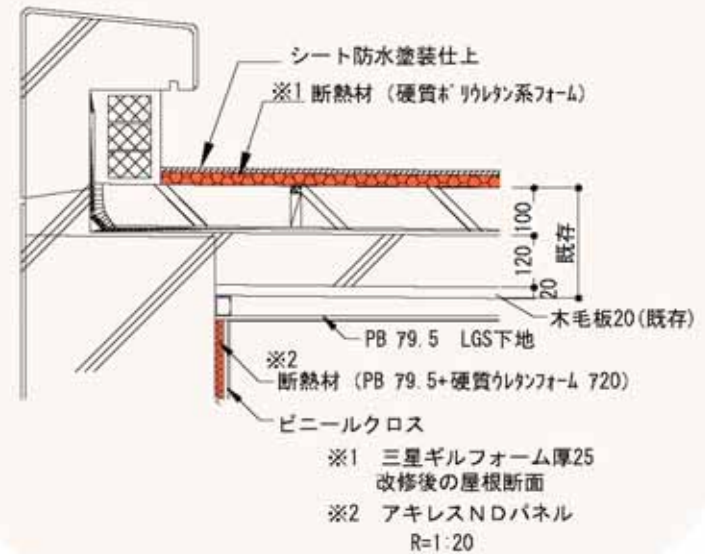 シート防水塗装仕上
※1 断熱材 (硬質ポリウレタン系フォーム)
100
120
20
既存
木毛板20(既存)
PB ｱ9.5 LGS下地
※2
断熱材 (PB ｱ9.5+硬質ウレタンフォーム ｱ20)
ビニールクロス
※1 三星ギルフォーム厚25
改修後の屋根断面
※2 アキレスNDパネル
R=1:20